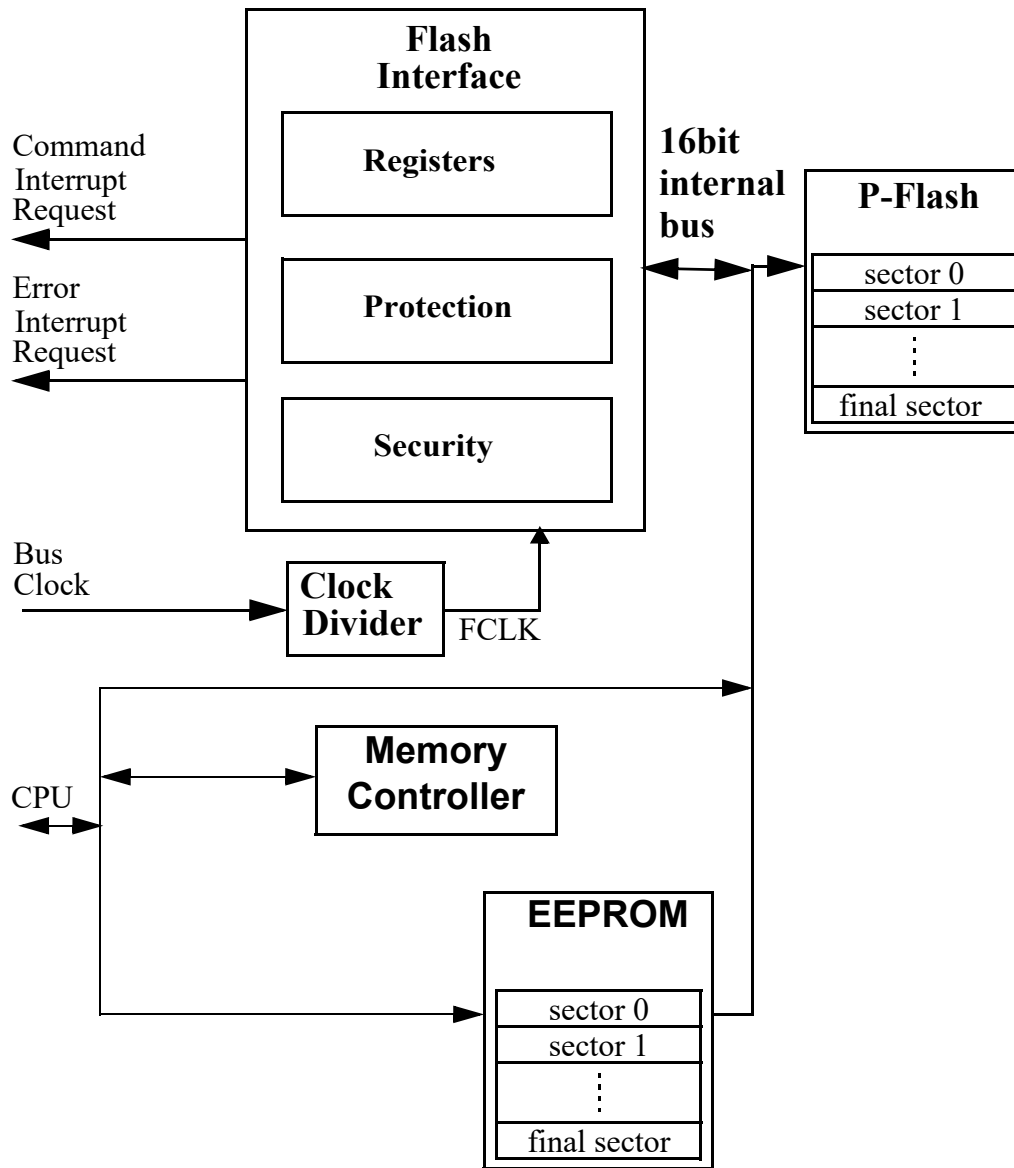 Flash
Interface
Registers
Protection
Security
Command
Interrupt
Request
Error
Interrupt
Request
16bit
internal
bus
P-Flash
sector 0
sector 1
final sector
Bus
Clock
Clock
Divider
FCLK
Memory
Controller
CPU
EEPROM
sector 0
sector 1
final sector